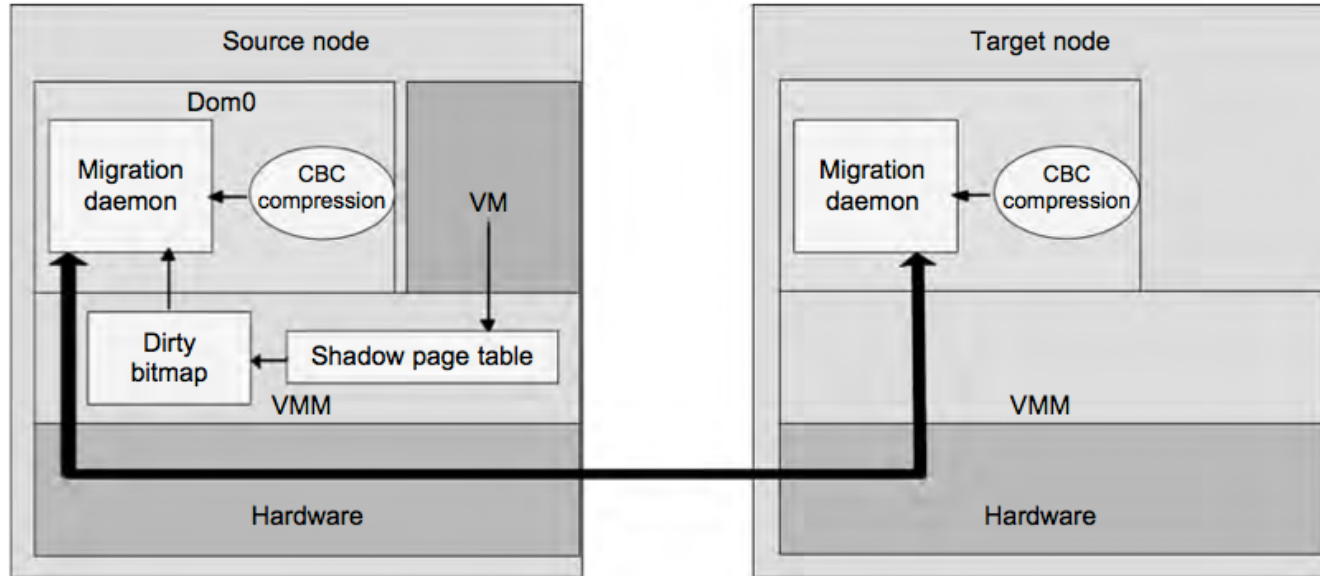 Source node
Dom0
Migration
daemon
CBC
compression
VM
Dirty
bitmap
Shadow page table
VMM
Hardware
Target node
Migration
daemon
CBC
compression
VMM
Hardware